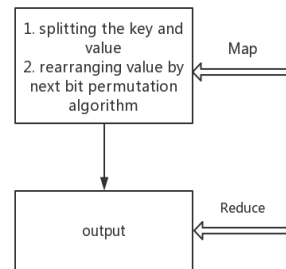 1. splitting the key and
value
2. rearranging value by
next bit permutation
algorithm
Map
Reduce
output